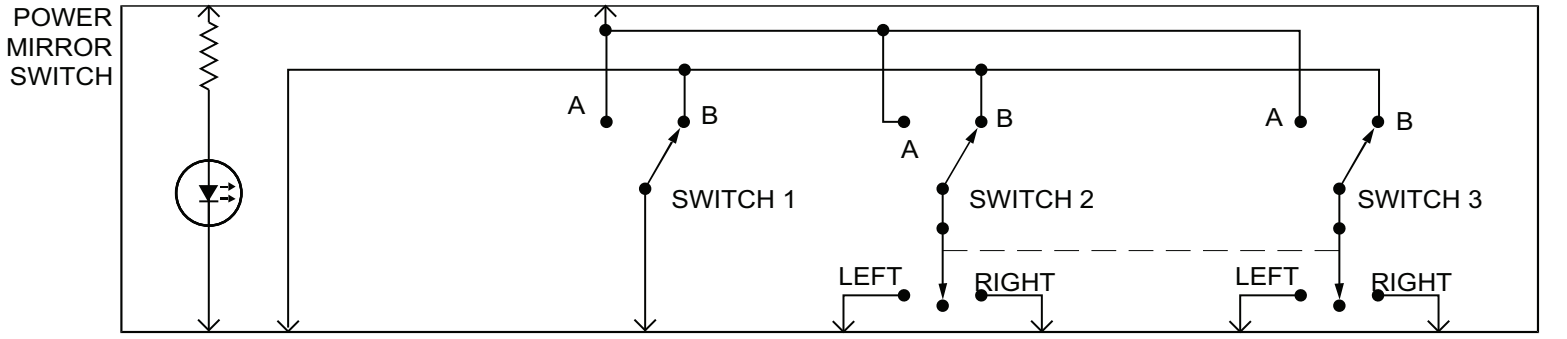 POWER
MIRROR
SWITCH
A
B
A
B
A
B
SWITCH 1
SWITCH 2
SWITCH 3
LEFT
RIGHT
LEFT
RIGHT